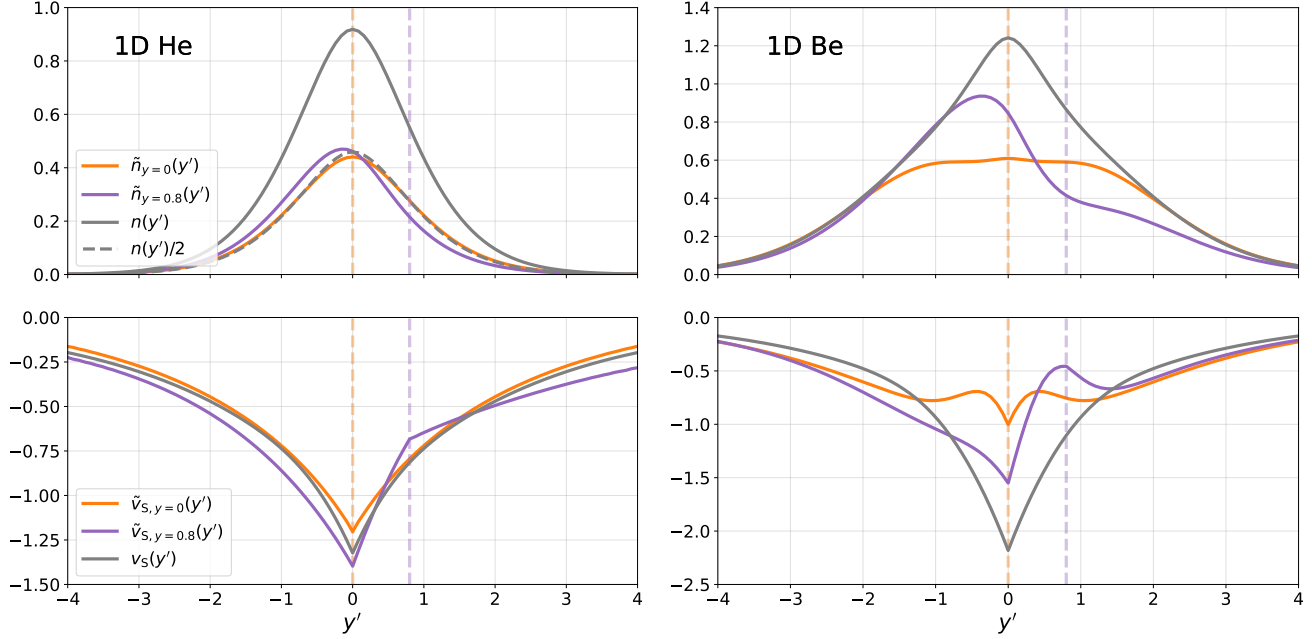 1D He
1.0
0.8
0.6
0.4
0.2
0.0
ñ_{y=0}(y′)
ñ_{y=0.8}(y′)
n(y′)
n(y′)/2
1D Be
1.4
1.2
1.0
0.8
0.6
0.4
0.2
0.0
0.00
−0.25
−0.50
−0.75
−1.00
−1.25
−1.50
ṽ_{S, y=0}(y′)
ṽ_{S, y=0.8}(y′)
v_S(y′)
−4 −3 −2 −1 0 1 2 3 4
y′
0.0
−0.5
−1.0
−1.5
−2.0
−2.5
−4 −3 −2 −1 0 1 2 3 4
y′